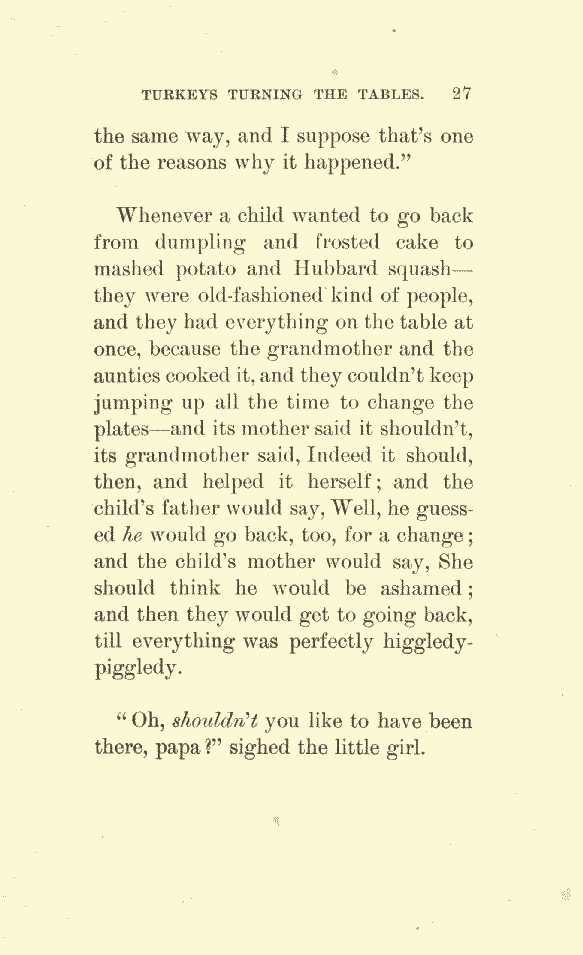 TURKEYS TURNING THE TABLES. 27
the same way, and I suppose that's one
of the reasons why it happened."
Whenever a child wanted to go back
from dumpling and frosted cake to
mashed potato and Hubbard squash—
they were old-fashioned kind of people,
and they had everything on the table at
once, because the grandmother and the
aunties cooked it, and they couldn't keep
jumping up all the time to change the
plates—and its mother said it shouldn't,
its grandmother said, Indeed it should,
then, and helped it herself; and the
child's father would say, Well, he guess-
ed he would go back, too, for a change;
and the child's mother would say, She
should think he would be ashamed;
and then they would get to going back,
till everything was perfectly higgledy-
piggledy.
"Oh, shouldn't you like to have been
there, papa?" sighed the little girl.